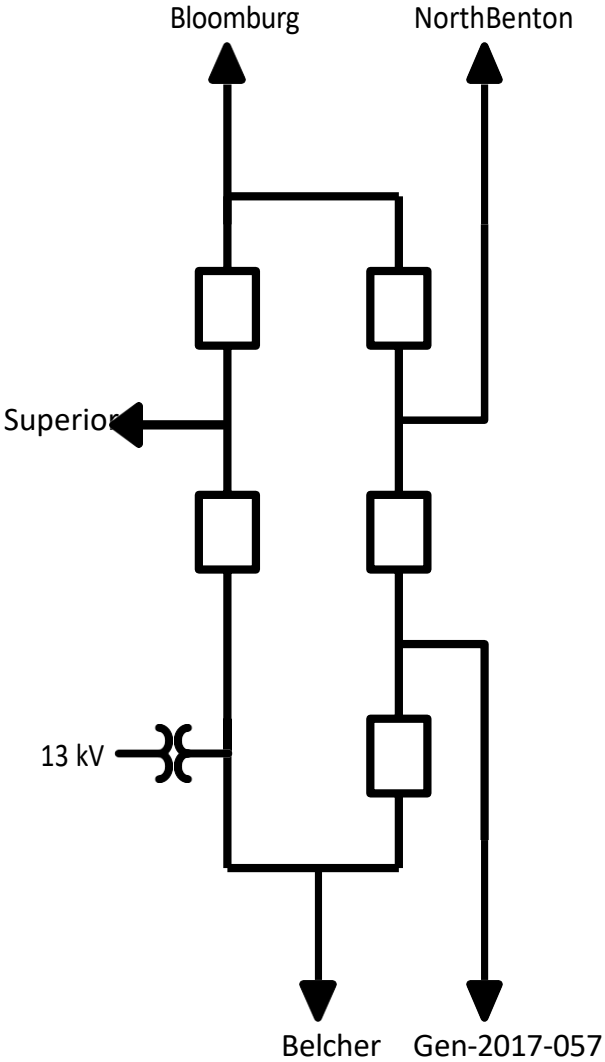 Bloomburg
NorthBenton
Superior
13 kV
Belcher
Gen-2017-057